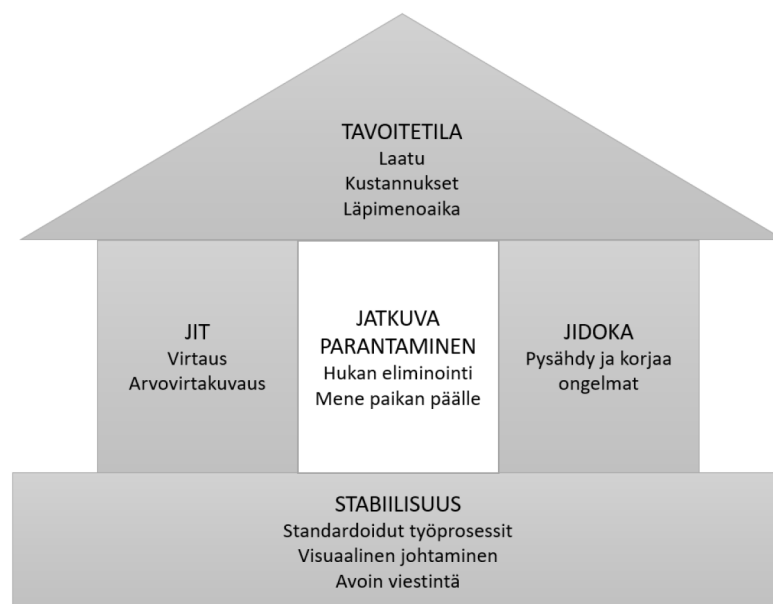 TAVOITETILA
Laatu
Kustannukset
Läpimenoaika
JIT
Virtaus
Arvovirtakuvaus
JATKUVA
PARANTAMINEN
Hukan eliminointi
Mene paikan päälle
JIDOKA
Pysähdy ja korjaa
ongelmat
STABIILISUUS
Standardoidut työprosessit
Visuaalinen johtaminen
Avoin viestintä